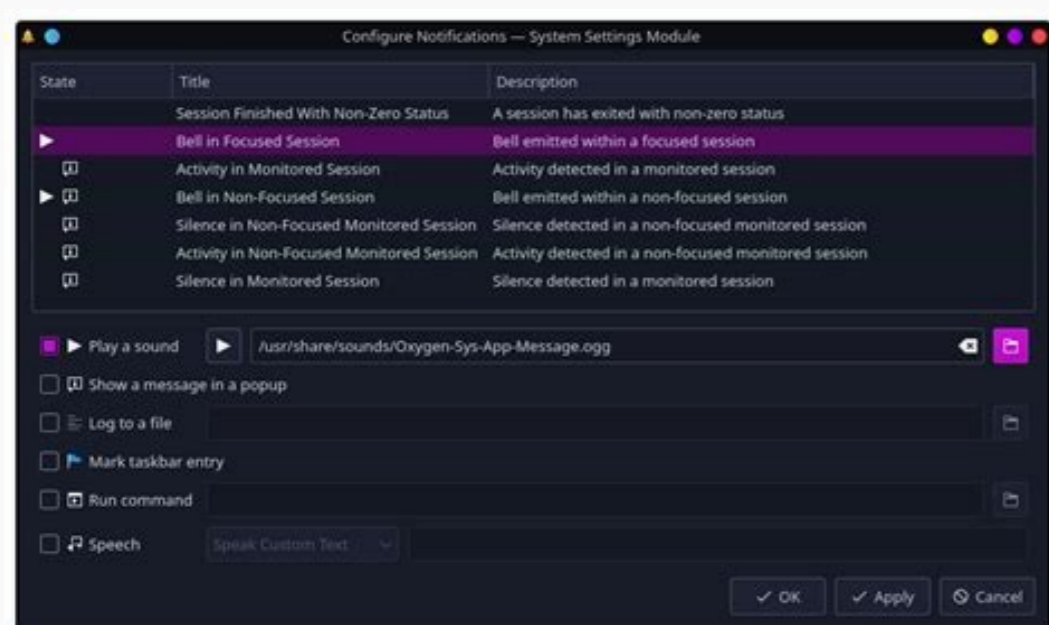 Configure Notifications — System Settings Module
State Title Description
Session Finished With Non-Zero Status A session has exited with non-zero status
Bell in Focused Session Bell emitted within a focused session
Activity in Monitored Session Activity detected in a monitored session
Bell in Non-Focused Session Bell emitted within a non-focused session
Silence in Non-Focused Monitored Session Silence detected in a non-focused monitored session
Activity in Non-Focused Monitored Session Activity detected in a non-focused monitored session
Silence in Monitored Session Silence detected in a monitored session
Play a sound /usr/share/sounds/Oxygen-Sys-App-Message.ogg
Show a message in a popup
Log to a file
Mark taskbar entry
Run command
Speech Speak Custom Text
OK Apply Cancel